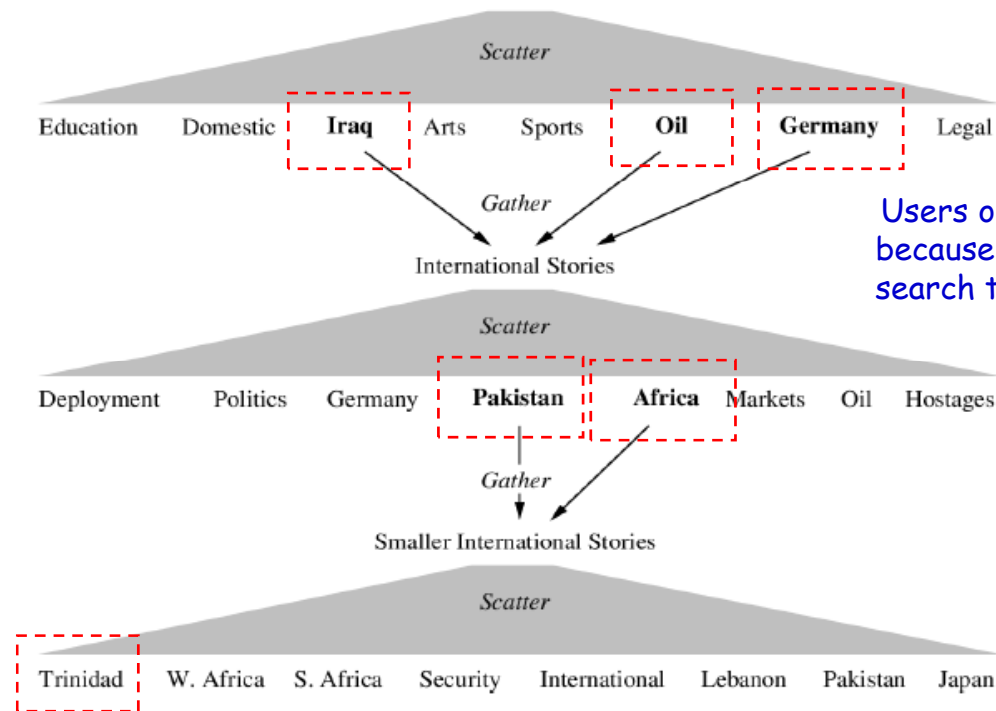 Scatter
Education Domestic Iraq Arts Sports Oil Germany Legal
Gather
Users o
because
search t
International Stories
Scatter
Deployment Politics Germany Pakistan Africa Markets Oil Hostages
Gather
Smaller International Stories
Scatter
Trinidad W. Africa S. Africa Security International Lebanon Pakistan Japan